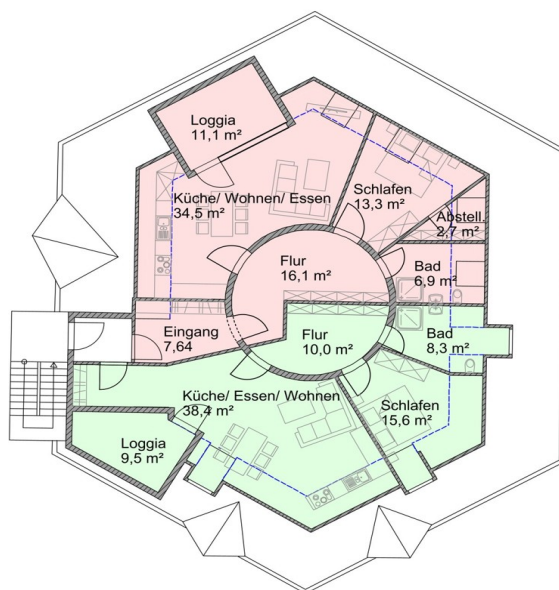 Loggia
11,1 m²
Küche/ Wohnen/ Essen
34,5 m²
Schlafen
13,3 m²
Abstell.
2,7 m²
Flur
16,1 m²
Bad
6,9 m²
Eingang
7,64
Flur
10,0 m²
Bad
8,3 m²
Küche/ Essen/ Wohnen
38,4 m²
Schlafen
15,6 m²
Loggia
9,5 m²